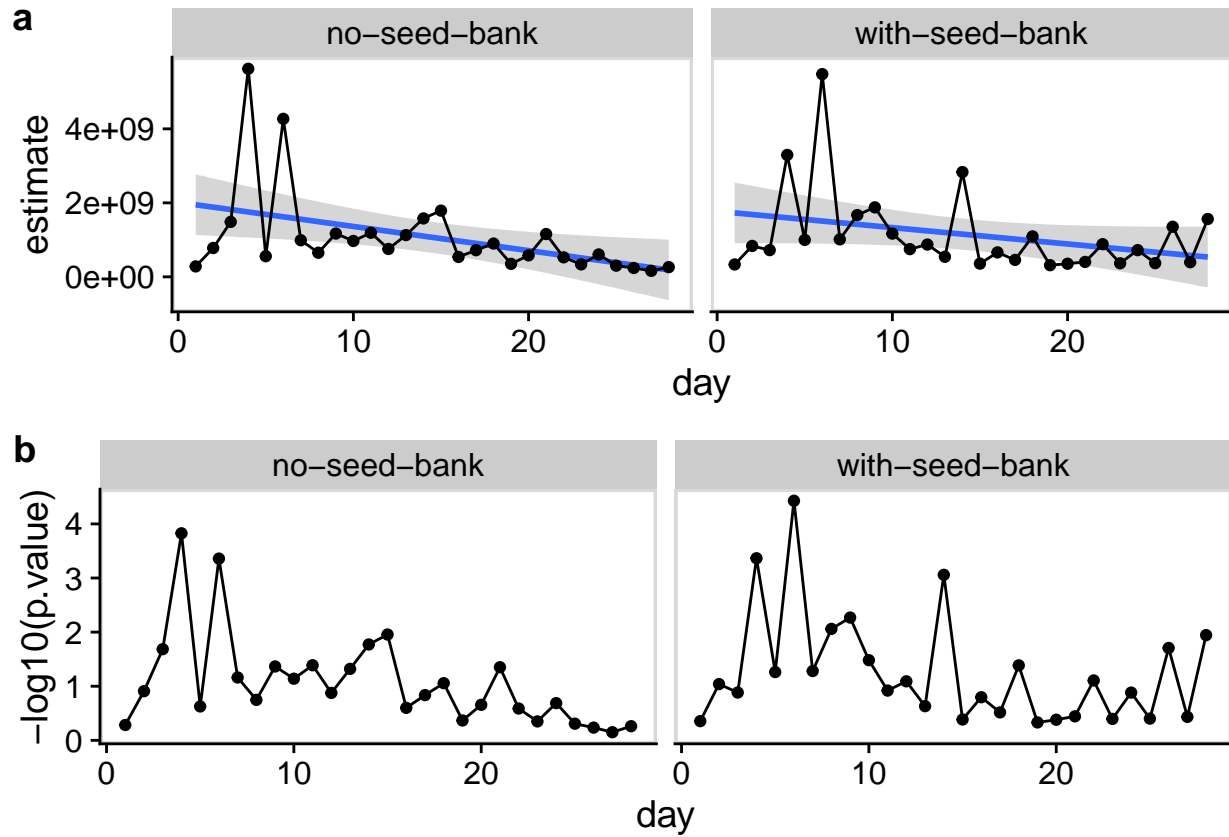 a
no−seed−bank with−seed−bank
estimate
4e+09
2e+09
0e+00
0 10 20 0 10 20
day
b
no−seed−bank with−seed−bank
−log10(p.value)
4
3
2
1
0
0 10 20 0 10 20
day